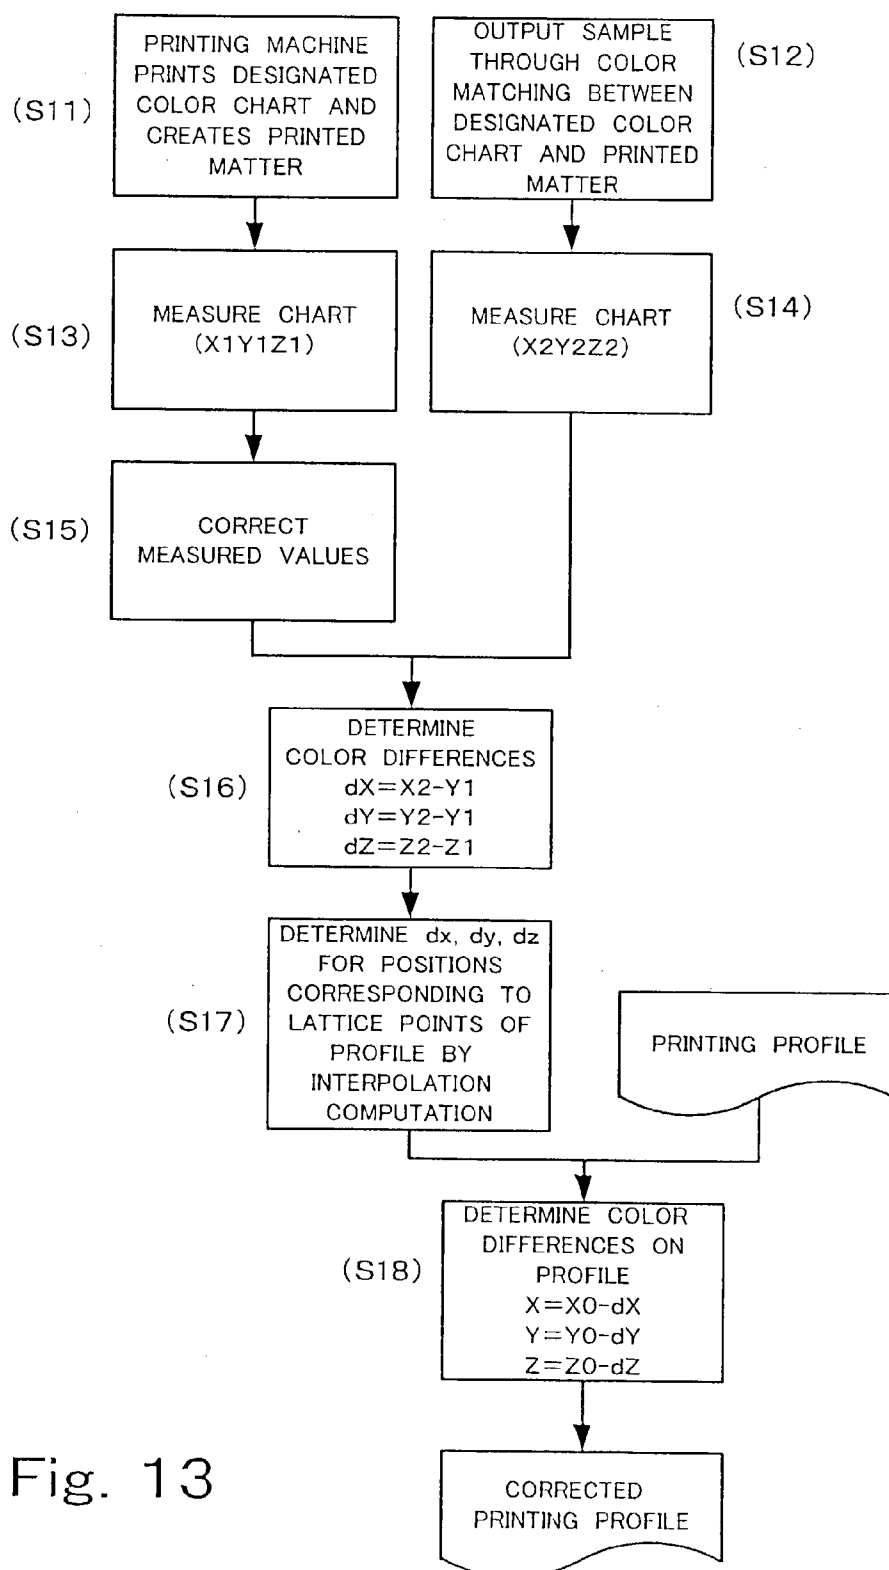 PRINTING MACHINE
PRINTS DESIGNATED
COLOR CHART AND
CREATES PRINTED
MATTER
(S11)
OUTPUT SAMPLE
THROUGH COLOR
MATCHING BETWEEN
DESIGNATED COLOR
CHART AND PRINTED
MATTER
(S12)
MEASURE CHART
(X1Y1Z1)
(S13)
MEASURE CHART
(X2Y2Z2)
(S14)
CORRECT
MEASURED VALUES
(S15)
DETERMINE
COLOR DIFFERENCES
dX=X2-Y1
dY=Y2-Y1
dZ=Z2-Z1
(S16)
DETERMINE dx, dy, dz
FOR POSITIONS
CORRESPONDING TO
LATTICE POINTS OF
PROFILE BY
INTERPOLATION
COMPUTATION
(S17)
PRINTING PROFILE
DETERMINE COLOR
DIFFERENCES ON
PROFILE
X=X0-dX
Y=Y0-dY
Z=Z0-dZ
(S18)
CORRECTED
PRINTING PROFILE
Fig. 13